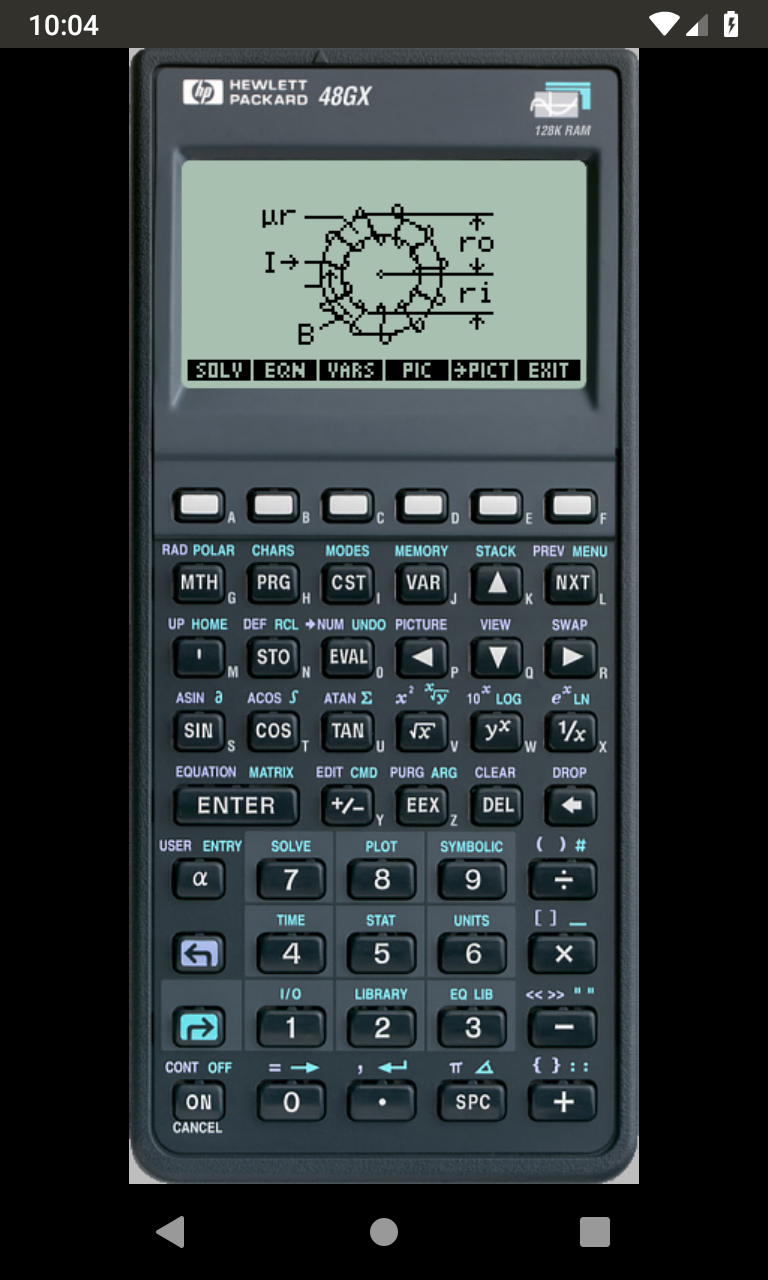 10:04
hp HEWLETT PACKARD 48GX
128K RAM
μr
ro
I→
ri
B
SOLV EQN VARS PIC →PICT EXIT
A B C D E F
RAD POLAR CHARS MODES MEMORY STACK PREV MENU
MTH G PRG H CST I VAR J ▲ K NXT L
UP HOME DEF RCL →NUM UNDO PICTURE VIEW SWAP
' M STO N EVAL O ◀ P ▼ Q ▶ R
ASIN ∂ ACOS ∫ ATAN Σ x² ˣ√y 10ˣ LOG eˣ LN
SIN S COS T TAN U √x V yˣ W 1/x X
EQUATION MATRIX EDIT CMD PURG ARG CLEAR DROP
ENTER +/− Y EEX Z DEL ←
USER ENTRY SOLVE PLOT SYMBOLIC ( ) #
α 7 8 9 ÷
TIME STAT UNITS [ ] _
4 5 6 ×
I/O LIBRARY EQ LIB << >> " "
1 2 3 −
CONT OFF = → , ↵ π ∠ { } : :
ON 0 . SPC +
CANCEL